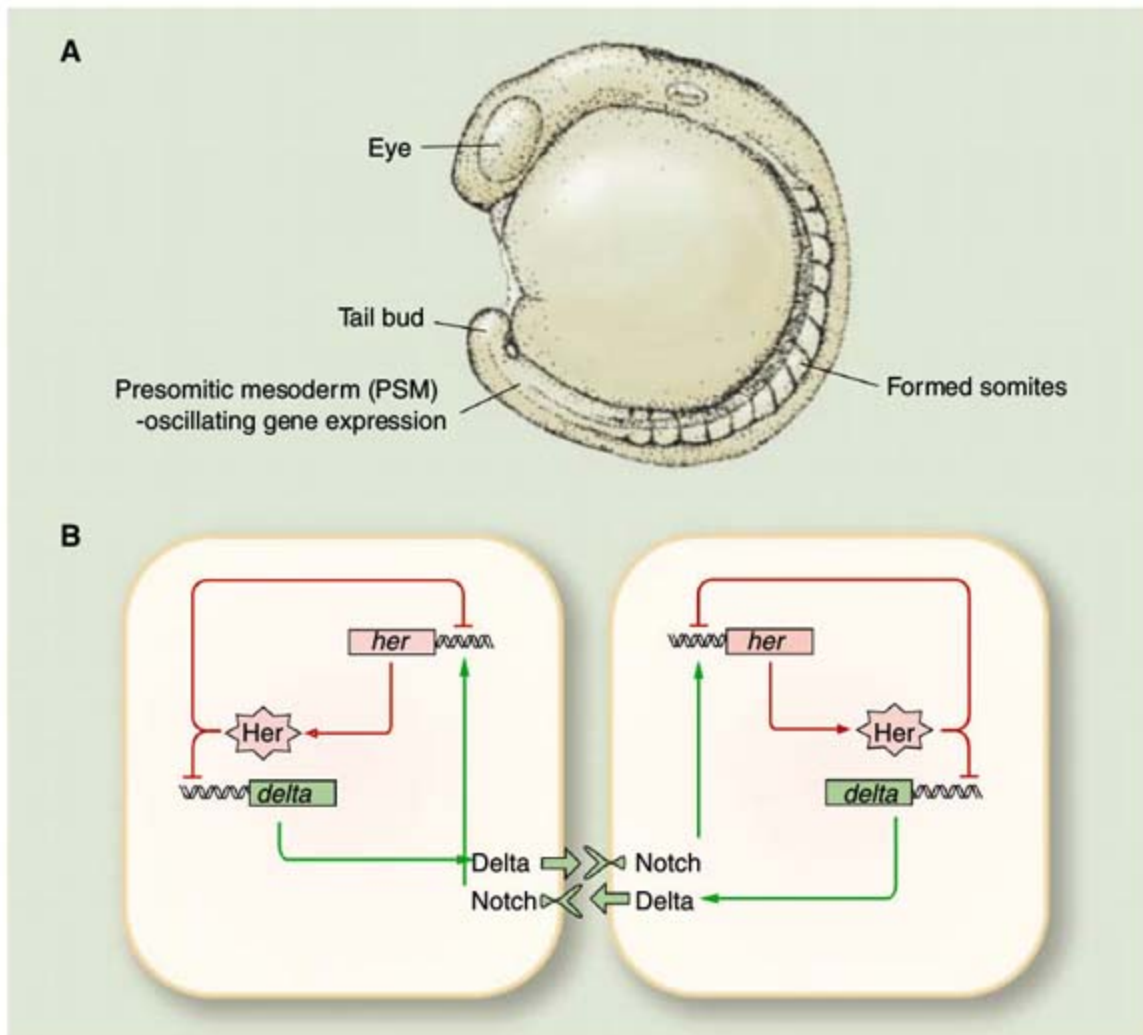 A
Eye
Tail bud
Presomitic mesoderm (PSM)
-oscillating gene expression
Formed somites
B
her
her
Her
Her
delta
delta
Delta
Notch
Notch
Delta